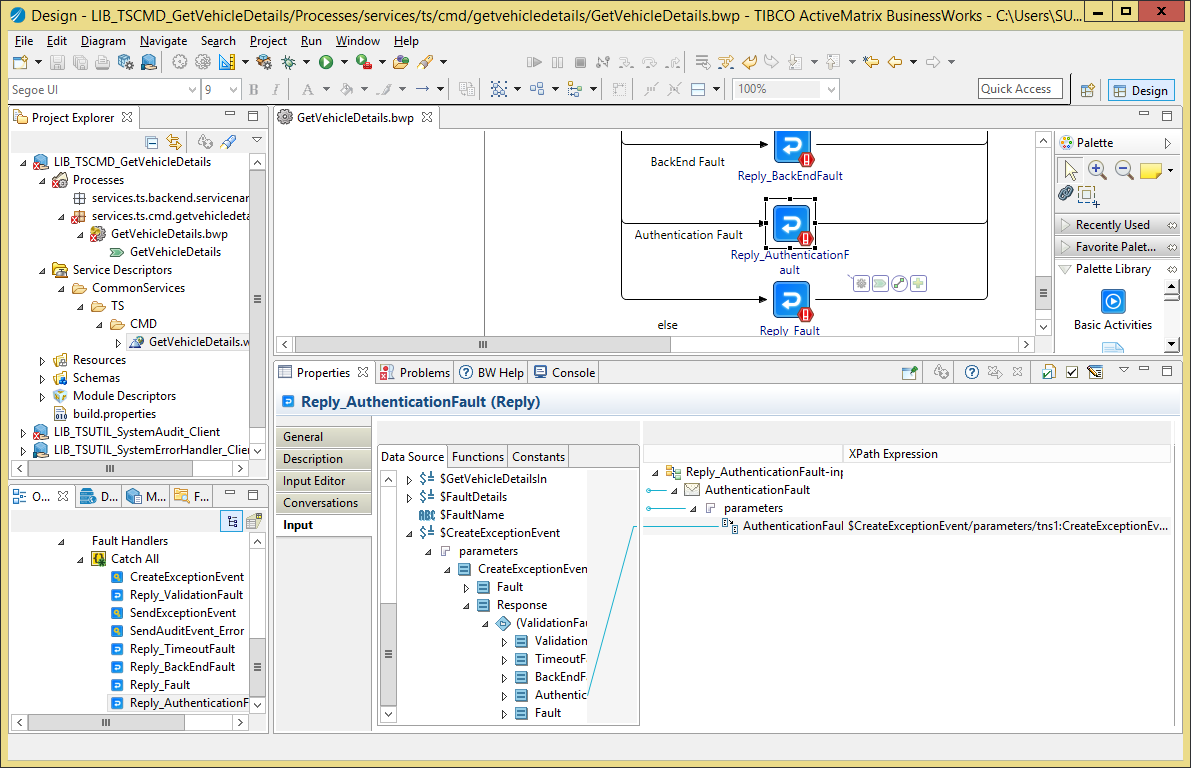 Design - LIB_TSCMD_GetVehicleDetails/Processes/services/ts/cmd/getvehicledetails/GetVehicleDetails.bwp - TIBCO ActiveMatrix BusinessWorks - C:\Users\SU...
File Edit Diagram Navigate Search Project Run Window Help
Segoe UI 9 B I A 100% Quick Access Design
Project Explorer
LIB_TSCMD_GetVehicleDetails
Processes
services.ts.backend.servicenar
services.ts.cmd.getvehicledeta
GetVehicleDetails.bwp
GetVehicleDetails
Service Descriptors
CommonServices
TS
CMD
GetVehicleDetails.w
Resources
Schemas
Module Descriptors
build.properties
LIB_TSUTIL_SystemAudit_Client
LIB_TSUTIL_SystemErrorHandler_Clie
GetVehicleDetails.bwp
BackEnd Fault
Reply_BackEndFault
Authentication Fault
Reply_AuthenticationF
ault
else
Reply_Fault
Palette
Recently Used
Favorite Palet...
Palette Library
Basic Activities
O... D... M... F...
Fault Handlers
Catch All
CreateExceptionEvent
Reply_ValidationFault
SendExceptionEvent
SendAuditEvent_Error
Reply_TimeoutFault
Reply_BackEndFault
Reply_Fault
Reply_AuthenticationF
Properties Problems BW Help Console
Reply_AuthenticationFault (Reply)
General
Description
Input Editor
Conversations
Input
Data Source Functions Constants
$GetVehicleDetailsIn
$FaultDetails
ABC $FaultName
$CreateExceptionEvent
parameters
CreateExceptionEven
Fault
Response
(ValidationFau
Validation
TimeoutF
BackEndF
Authentic
Fault
XPath Expression
Reply_AuthenticationFault-inp
AuthenticationFault
parameters
AuthenticationFaul $CreateExceptionEvent/parameters/tns1:CreateExceptionEv...